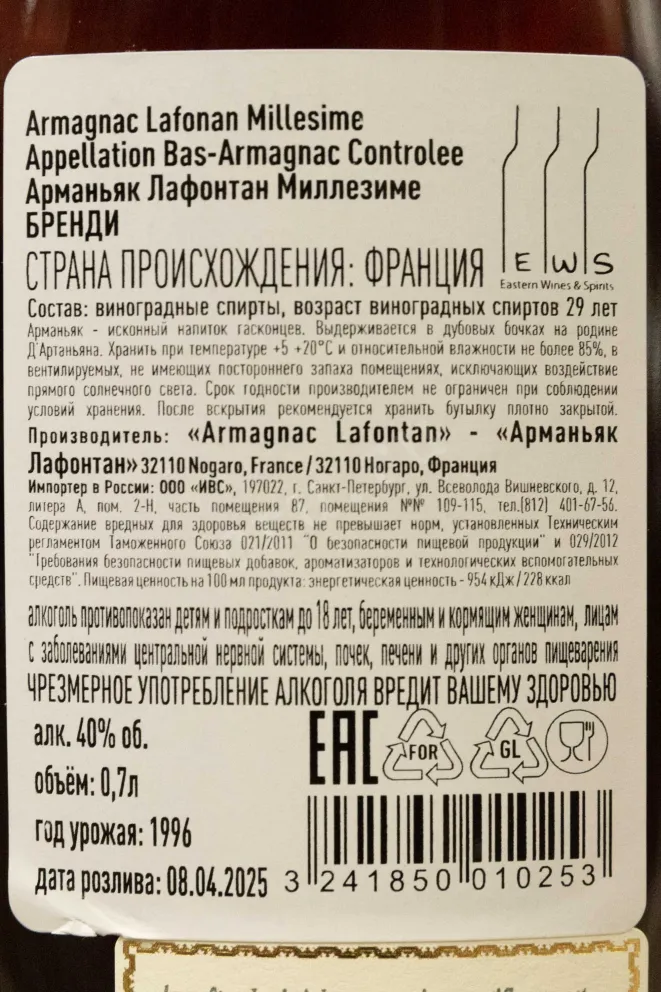 Armagnac Lafonan Millesime
Appellation Bas-Armagnac Controlee
Арманьяк Лафонтан Миллезиме
БРЕНДИ
СТРАНА ПРОИСХОЖДЕНИЯ: ФРАНЦИЯ
E W S
Eastern Wines & Spirits
Состав: виноградные спирты, возраст виноградных спиртов 29 лет
Арманьяк - исконный напиток гасконцев. Выдерживается в дубовых бочках на родине
Д'Артаньяна. Хранить при температуре +5 +20°С и относительной влажности не более 85%, в
вентилируемых, не имеющих постороннего запаха помещениях, исключающих воздействие
прямого солнечного света. Срок годности производителем не ограничен при соблюдении
условий хранения. После вскрытия рекомендуется хранить бутылку плотно закрытой.
Производитель: «Armagnac Lafontan» - «Арманьяк
Лафонтан» 32110 Nogaro, France / 32110 Ногаро, Франция
Импортер в России: ООО «ИВС», 197022, г. Санкт-Петербург, ул. Всеволода Вишневского, д. 12,
литера А, пом. 2-Н, часть помещения 87, помещения №№ 109-115, тел.(812) 401-67-56.
Содержание вредных для здоровья веществ не превышает норм, установленных Техническим
регламентом Таможенного Союза 021/2011 "О безопасности пищевой продукции" и 029/2012
"Требования безопасности пищевых добавок, ароматизаторов и технологических вспомогательных
средств". Пищевая ценность на 100 мл продукта: энергетическая ценность - 954 кДж / 228 ккал
алкоголь противопоказан детям и подросткам до 18 лет, беременным и кормящим женщинам, лицам
с заболеваниями центральной нервной системы, почек, печени и других органов пищеварения
ЧРЕЗМЕРНОЕ УПОТРЕБЛЕНИЕ АЛКОГОЛЯ ВРЕДИТ ВАШЕМУ ЗДОРОВЬЮ
алк. 40% об.
объём: 0,7л
год урожая: 1996
дата розлива: 08.04.2025
EAC
FOR
GL
3 241850 010253